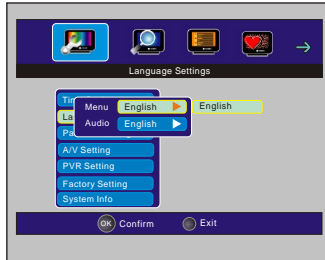 Language Settings
Menu English English
Audio English
A/V Setting
PVR Setting
Factory Setting
System Info
OK Confirm Exit